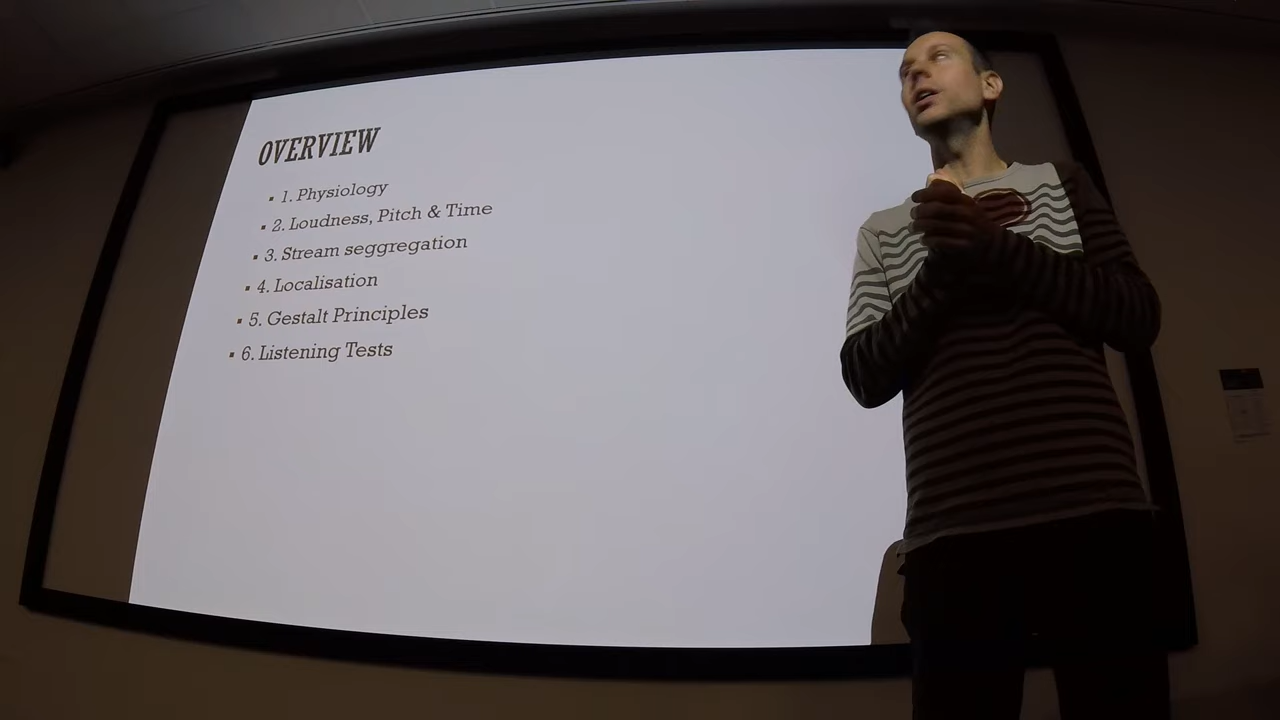 OVERVIEW
▪ 1. Physiology
▪ 2. Loudness, Pitch & Time
▪ 3. Stream seggregation
▪ 4. Localisation
▪ 5. Gestalt Principles
▪ 6. Listening Tests